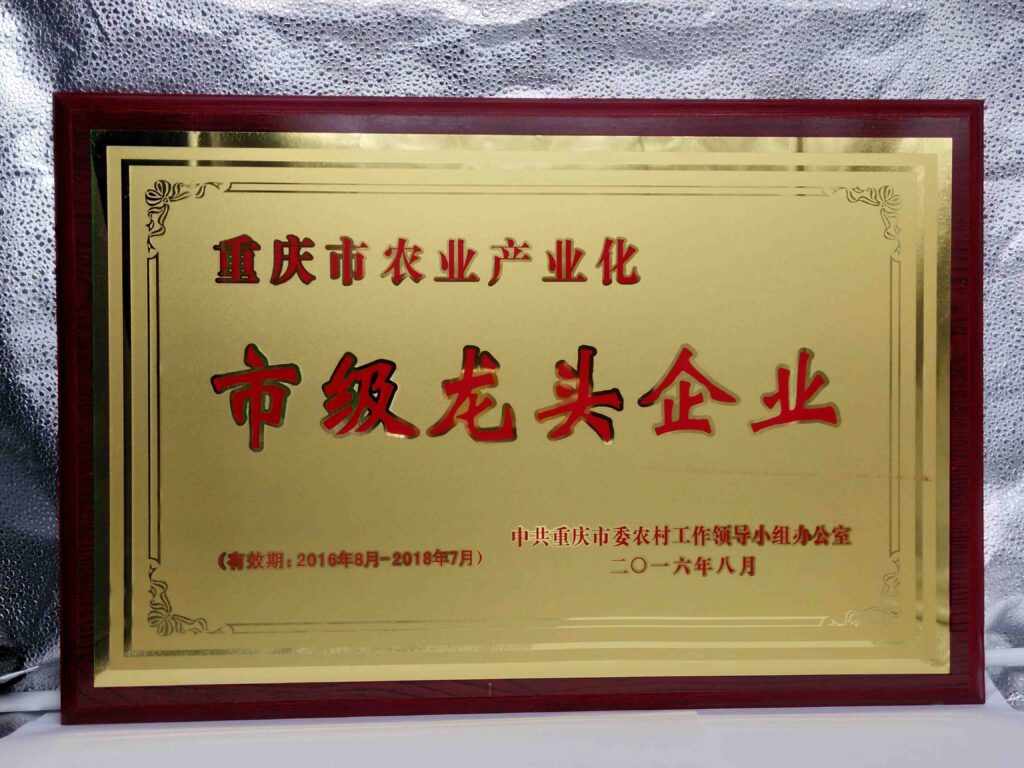 重庆市农业产业化
市级龙头企业
中共重庆市委农村工作领导小组办公室
(有效期:2016年8月-2018年7月)
二〇一六年八月